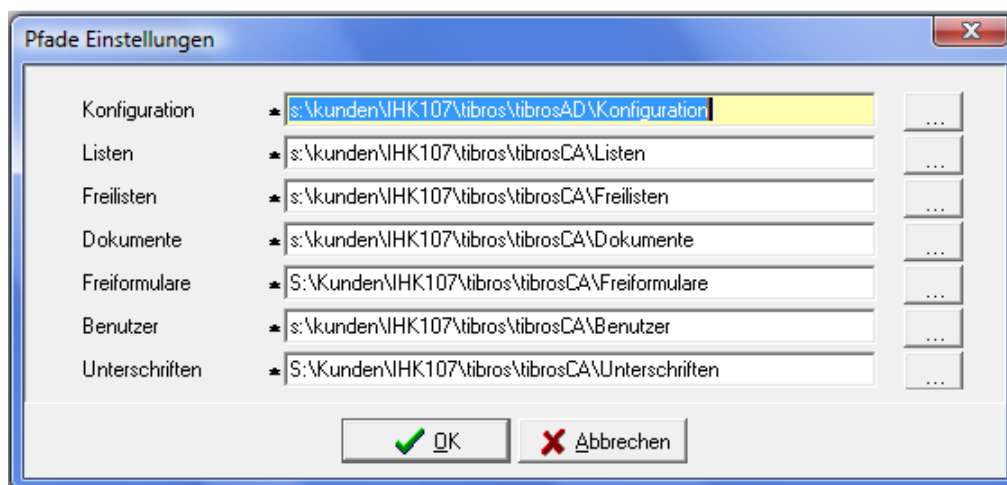 Pfade Einstellungen
Konfiguration * s:\kunden\IHK107\tibros\tibrosAD\Konfiguration ...
Listen * s:\kunden\IHK107\tibros\tibrosCA\Listen ...
Freilisten * s:\kunden\IHK107\tibros\tibrosCA\Freilisten ...
Dokumente * s:\kunden\IHK107\tibros\tibrosCA\Dokumente ...
Freiformulare * S:\Kunden\IHK107\tibros\tibrosCA\Freiformulare ...
Benutzer * s:\kunden\IHK107\tibros\tibrosCA\Benutzer ...
Unterschriften * S:\Kunden\IHK107\tibros\tibrosCA\Unterschriften ...
OK Abbrechen